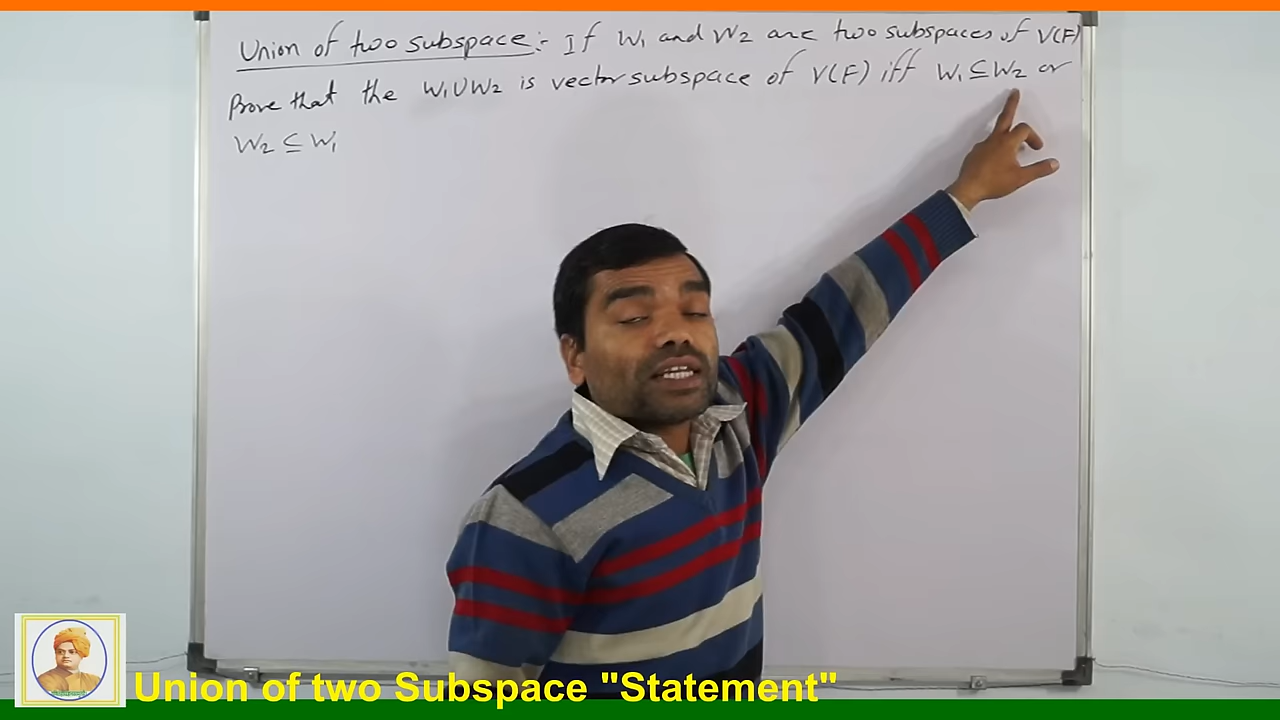 Union of two subspace:- If W1 and W2 are two subspaces of V(F)
Prove that the W1∪W2 is vector subspace of V(F) iff W1⊆W2 or
W2 ⊆ W1
Union of two Subspace "Statement"